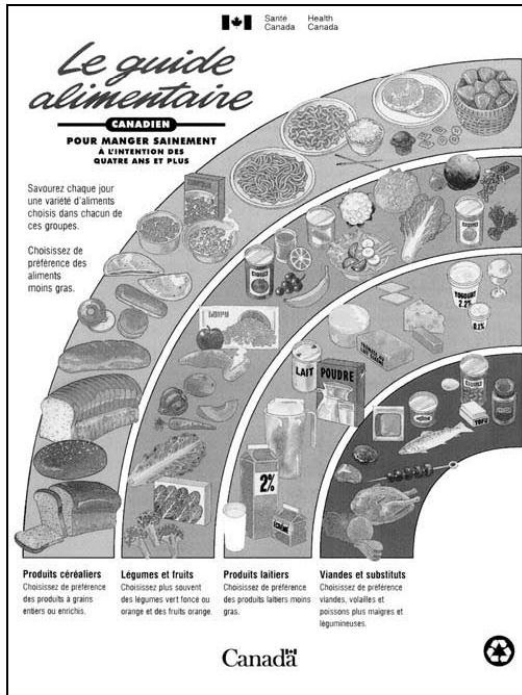 Santé Health
Canada Canada
Le guide
alimentaire
CANADIEN
POUR MANGER SAINEMENT
À L'INTENTION DES
QUATRE ANS ET PLUS
Savourez chaque jour
une variété d'aliments
choisis dans chacun de
ces groupes.
Choisissez de
préférence des
aliments
moins gras.
YOGOURT
2.2%
0.1%
LAIT
POUDRE
2%
TOFU
Produits céréaliers
Choisissez de préférence
des produits à grains
entiers ou enrichis.
Légumes et fruits
Choisissez plus souvent
des légumes vert foncé ou
orange et des fruits orange.
Produits laitiers
Choisissez de préférence
des produits laitiers moins
gras.
Viandes et substituts
Choisissez de préférence
viandes, volailles et
poissons plus maigres et
légumineuses.
Canada